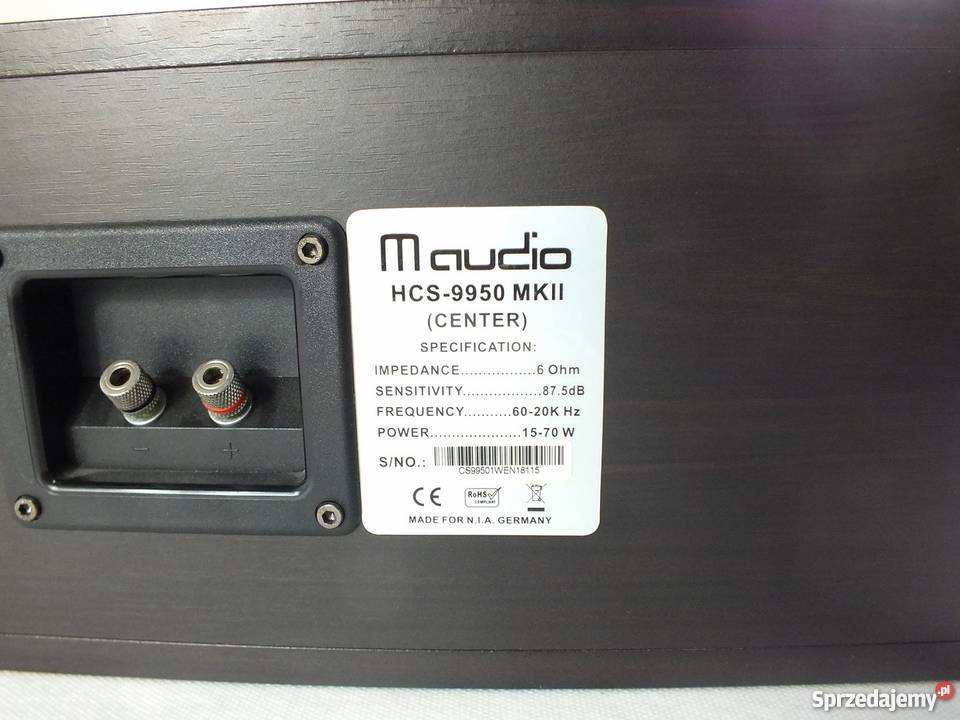 M audio
HCS-9950 MKII
(CENTER)
SPECIFICATION:
IMPEDANCE.................6 Ohm
SENSITIVITY..................87.5dB
FREQUENCY...........60-20K Hz
POWER.....................15-70 W
S/NO.:
CS99501WEN18115
CE RoHS
COMPLIANT
MADE FOR N.I.A. GERMANY
− +
Sprzedajemy.pl